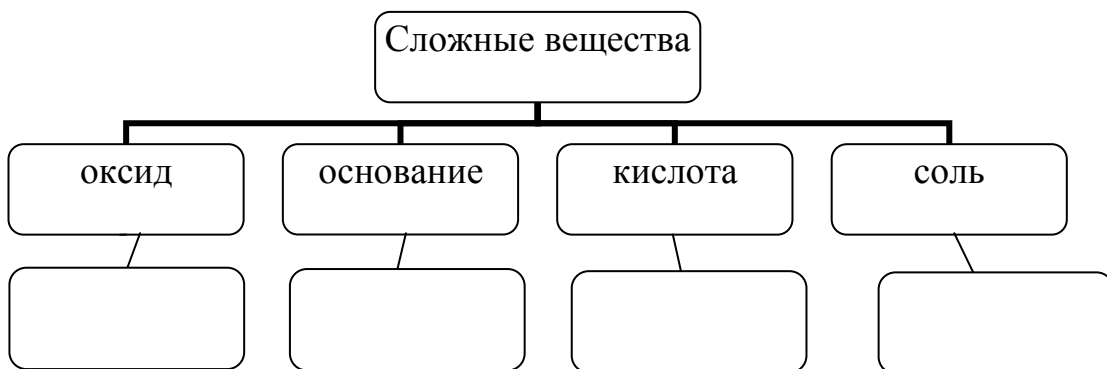 Сложные вещества
оксид
основание
кислота
соль